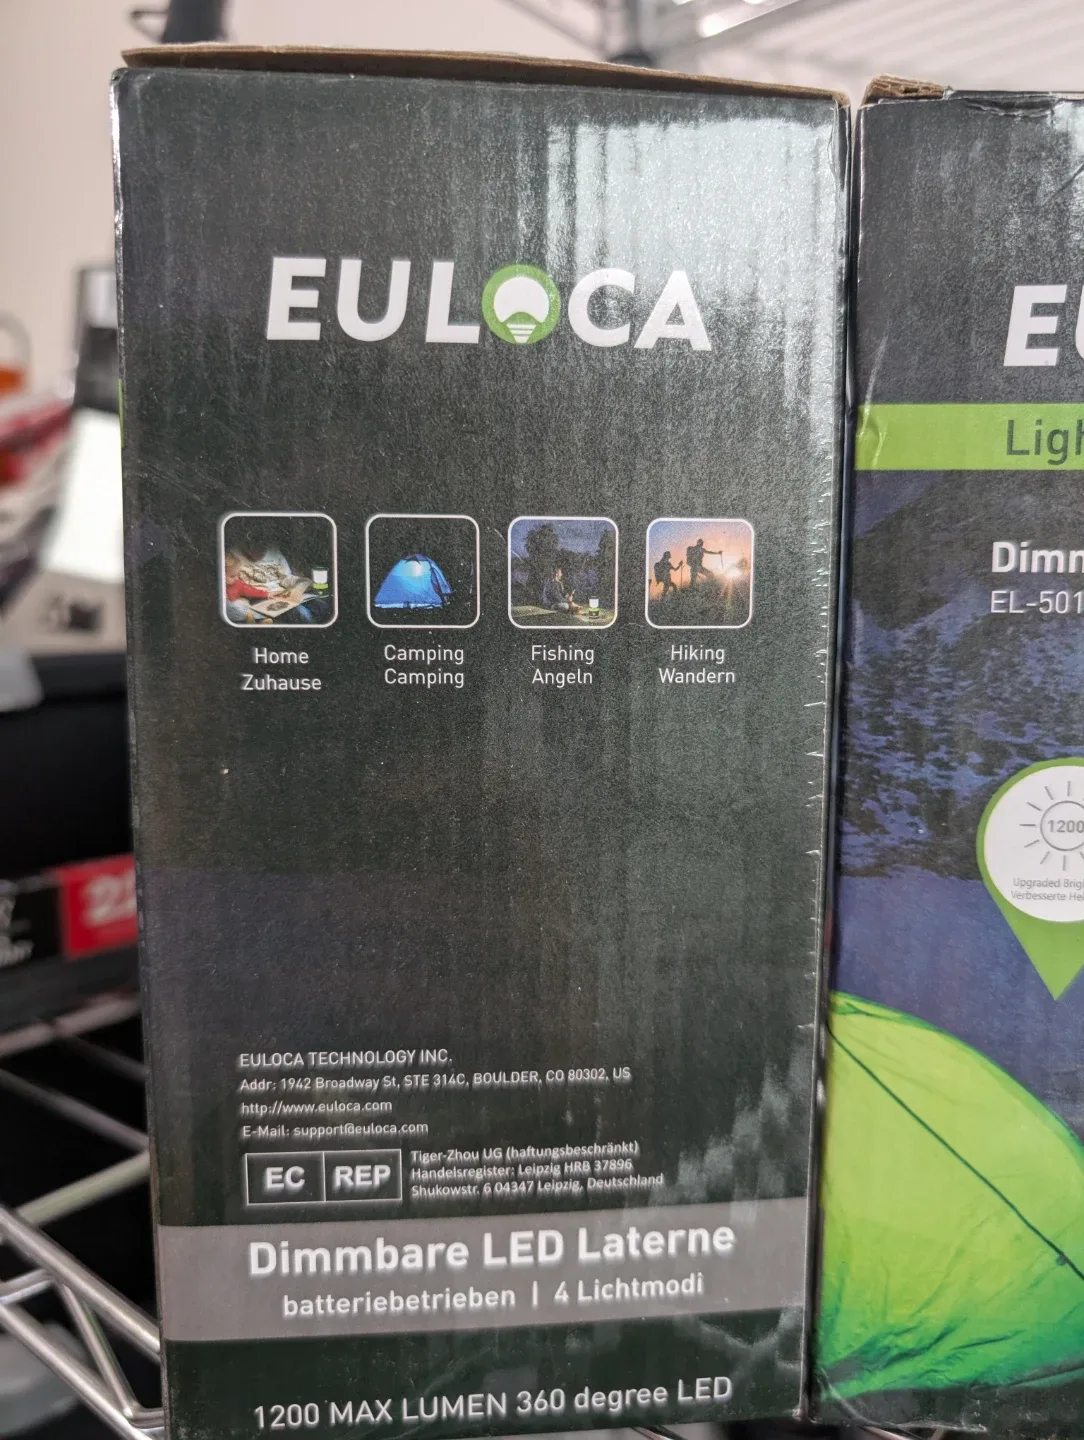 EULOCA
Home
Zuhause
Camping
Camping
Fishing
Angeln
Hiking
Wandern
EULOCA TECHNOLOGY INC.
Addr: 1942 Broadway St, STE 314C, BOULDER, CO 80302, US
http://www.euloca.com
E-Mail: support@euloca.com
EC REP
Tiger-Zhou UG (haftungsbeschränkt)
Handelsregister: Leipzig HRB 37896
Shukowstr. 6 04347 Leipzig, Deutschland
Dimmbare LED Laterne
batteriebetrieben | 4 Lichtmodi
1200 MAX LUMEN 360 degree LED
EU
Ligh
Dimm
EL-501
1200
Upgraded Brig
Verbesserte He